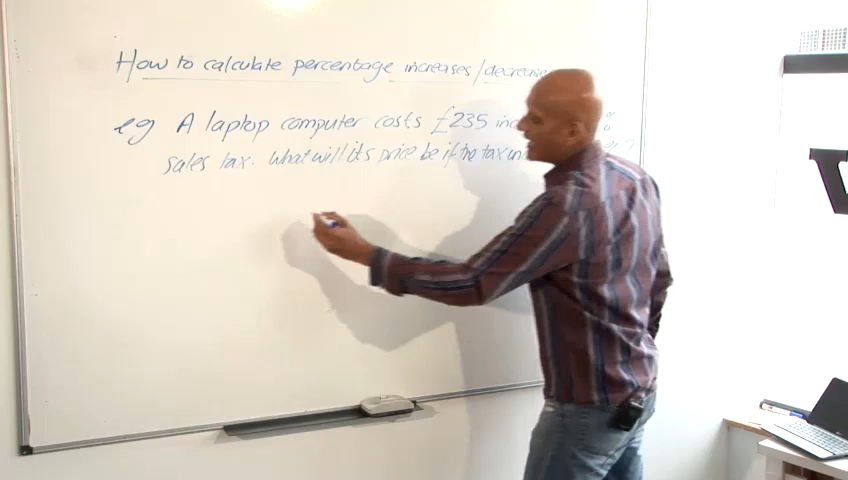 How to calculate percentage increases/decrease
eg A laptop computer costs £235 inc %
sales tax. What will its price be if the tax